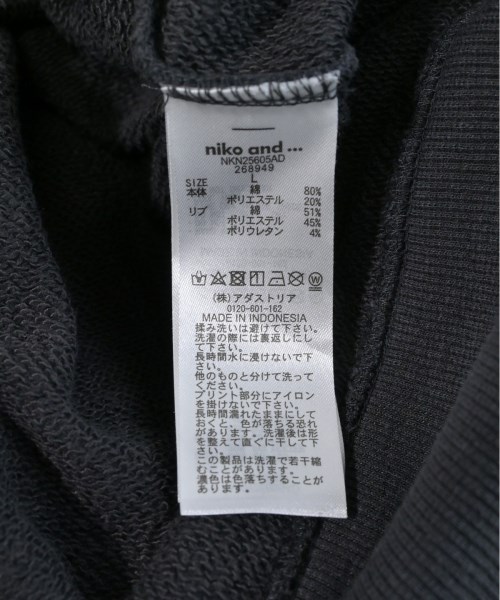 niko and ...
NKN25605AD
268949
SIZE L
本体 綿 80%
ポリエステル 20%
リブ 綿 51%
ポリエステル 45%
ポリウレタン 4%
(株)アダストリア
0120-601-162
MADE IN INDONESIA
揉み洗いは避けて下さい。
洗濯の際には裏返しにし
て下さい。
長時間水に浸けないで下
さい。
他のものと分けて洗って
ください。
プリント部分にアイロン
を掛けないで下さい。
長時間濡れたままにして
おくと、色が落ちる恐れ
があります。洗濯後は形
を整えて直ぐに干して下
さい。
この製品は洗濯で若干縮
むことがあります。
濃色は色落ちすることが
あります。